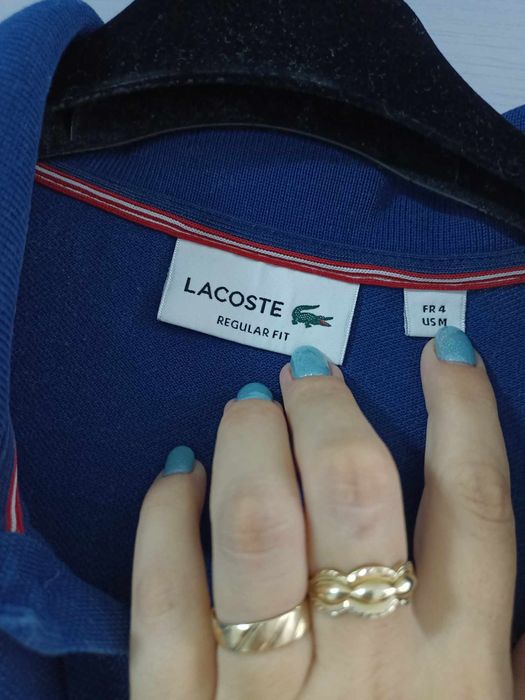 LACOSTE
REGULAR FIT
FR 4
US M